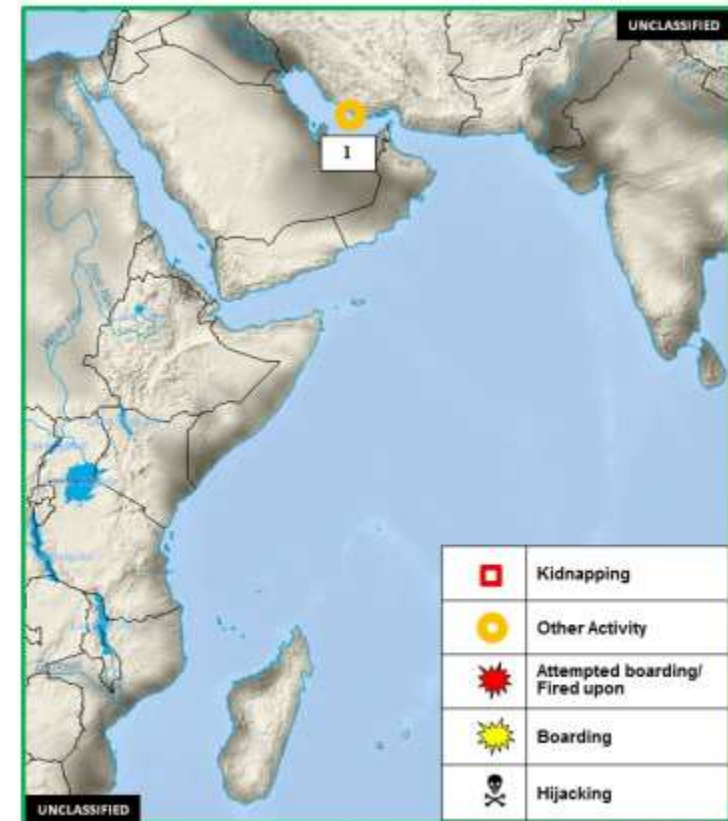 UNCLASSIFIED
1
Kidnapping
Other Activity
Attempted boarding/
Fired upon
Boarding
Hijacking
UNCLASSIFIED